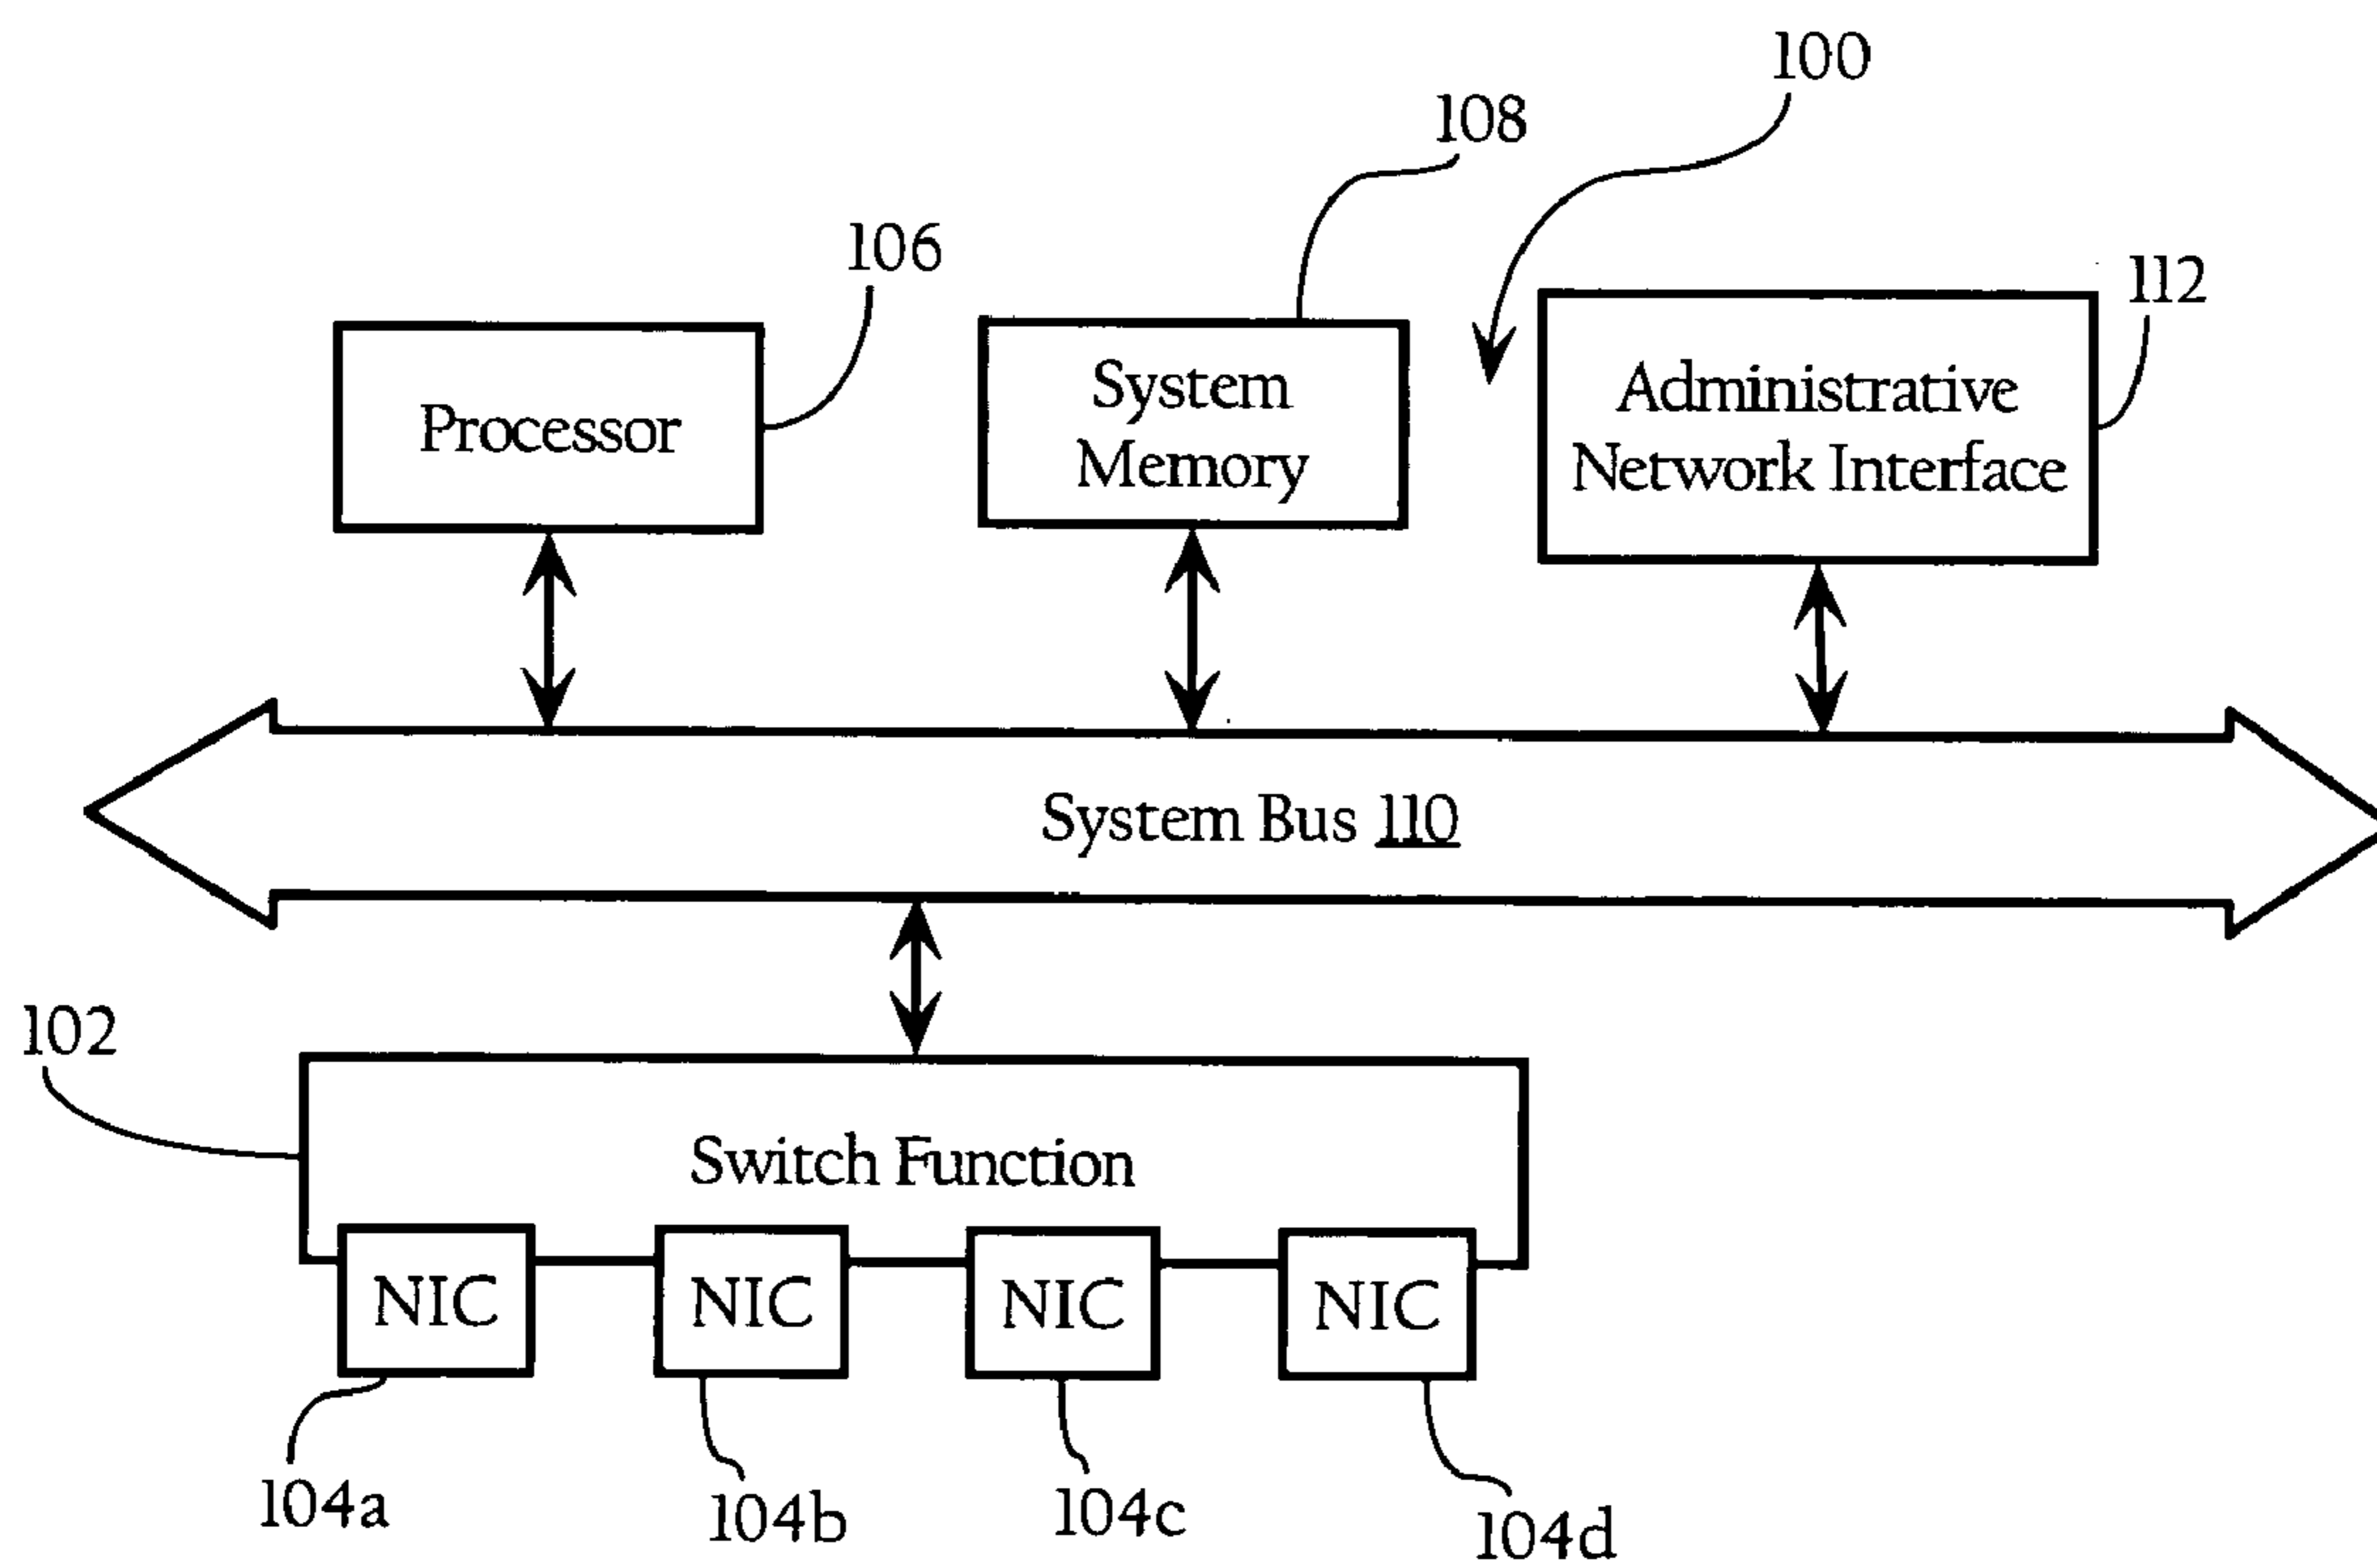 100
108
106
112
Processor
System
Memory
Administrative
Network Interface
System Bus 110
102
Switch Function
NIC
NIC
NIC
NIC
104a
104b
104c
104d